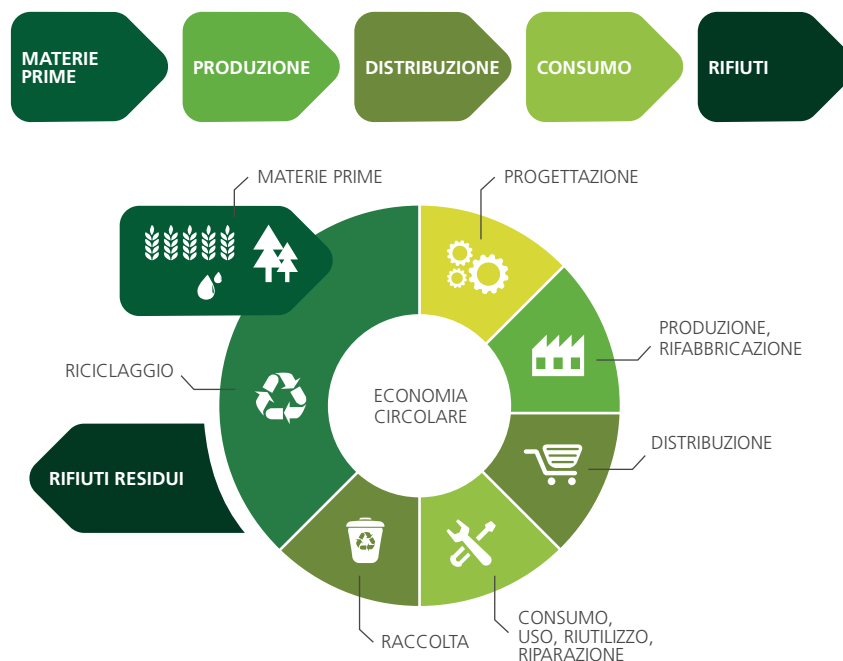 MATERIE
PRIME
PRODUZIONE
DISTRIBUZIONE
CONSUMO
RIFIUTI
MATERIE PRIME
PROGETTAZIONE
PRODUZIONE,
RIFABBRICAZIONE
RICICLAGGIO
ECONOMIA
CIRCOLARE
DISTRIBUZIONE
RIFIUTI RESIDUI
CONSUMO,
USO, RIUTILIZZO,
RIPARAZIONE
RACCOLTA